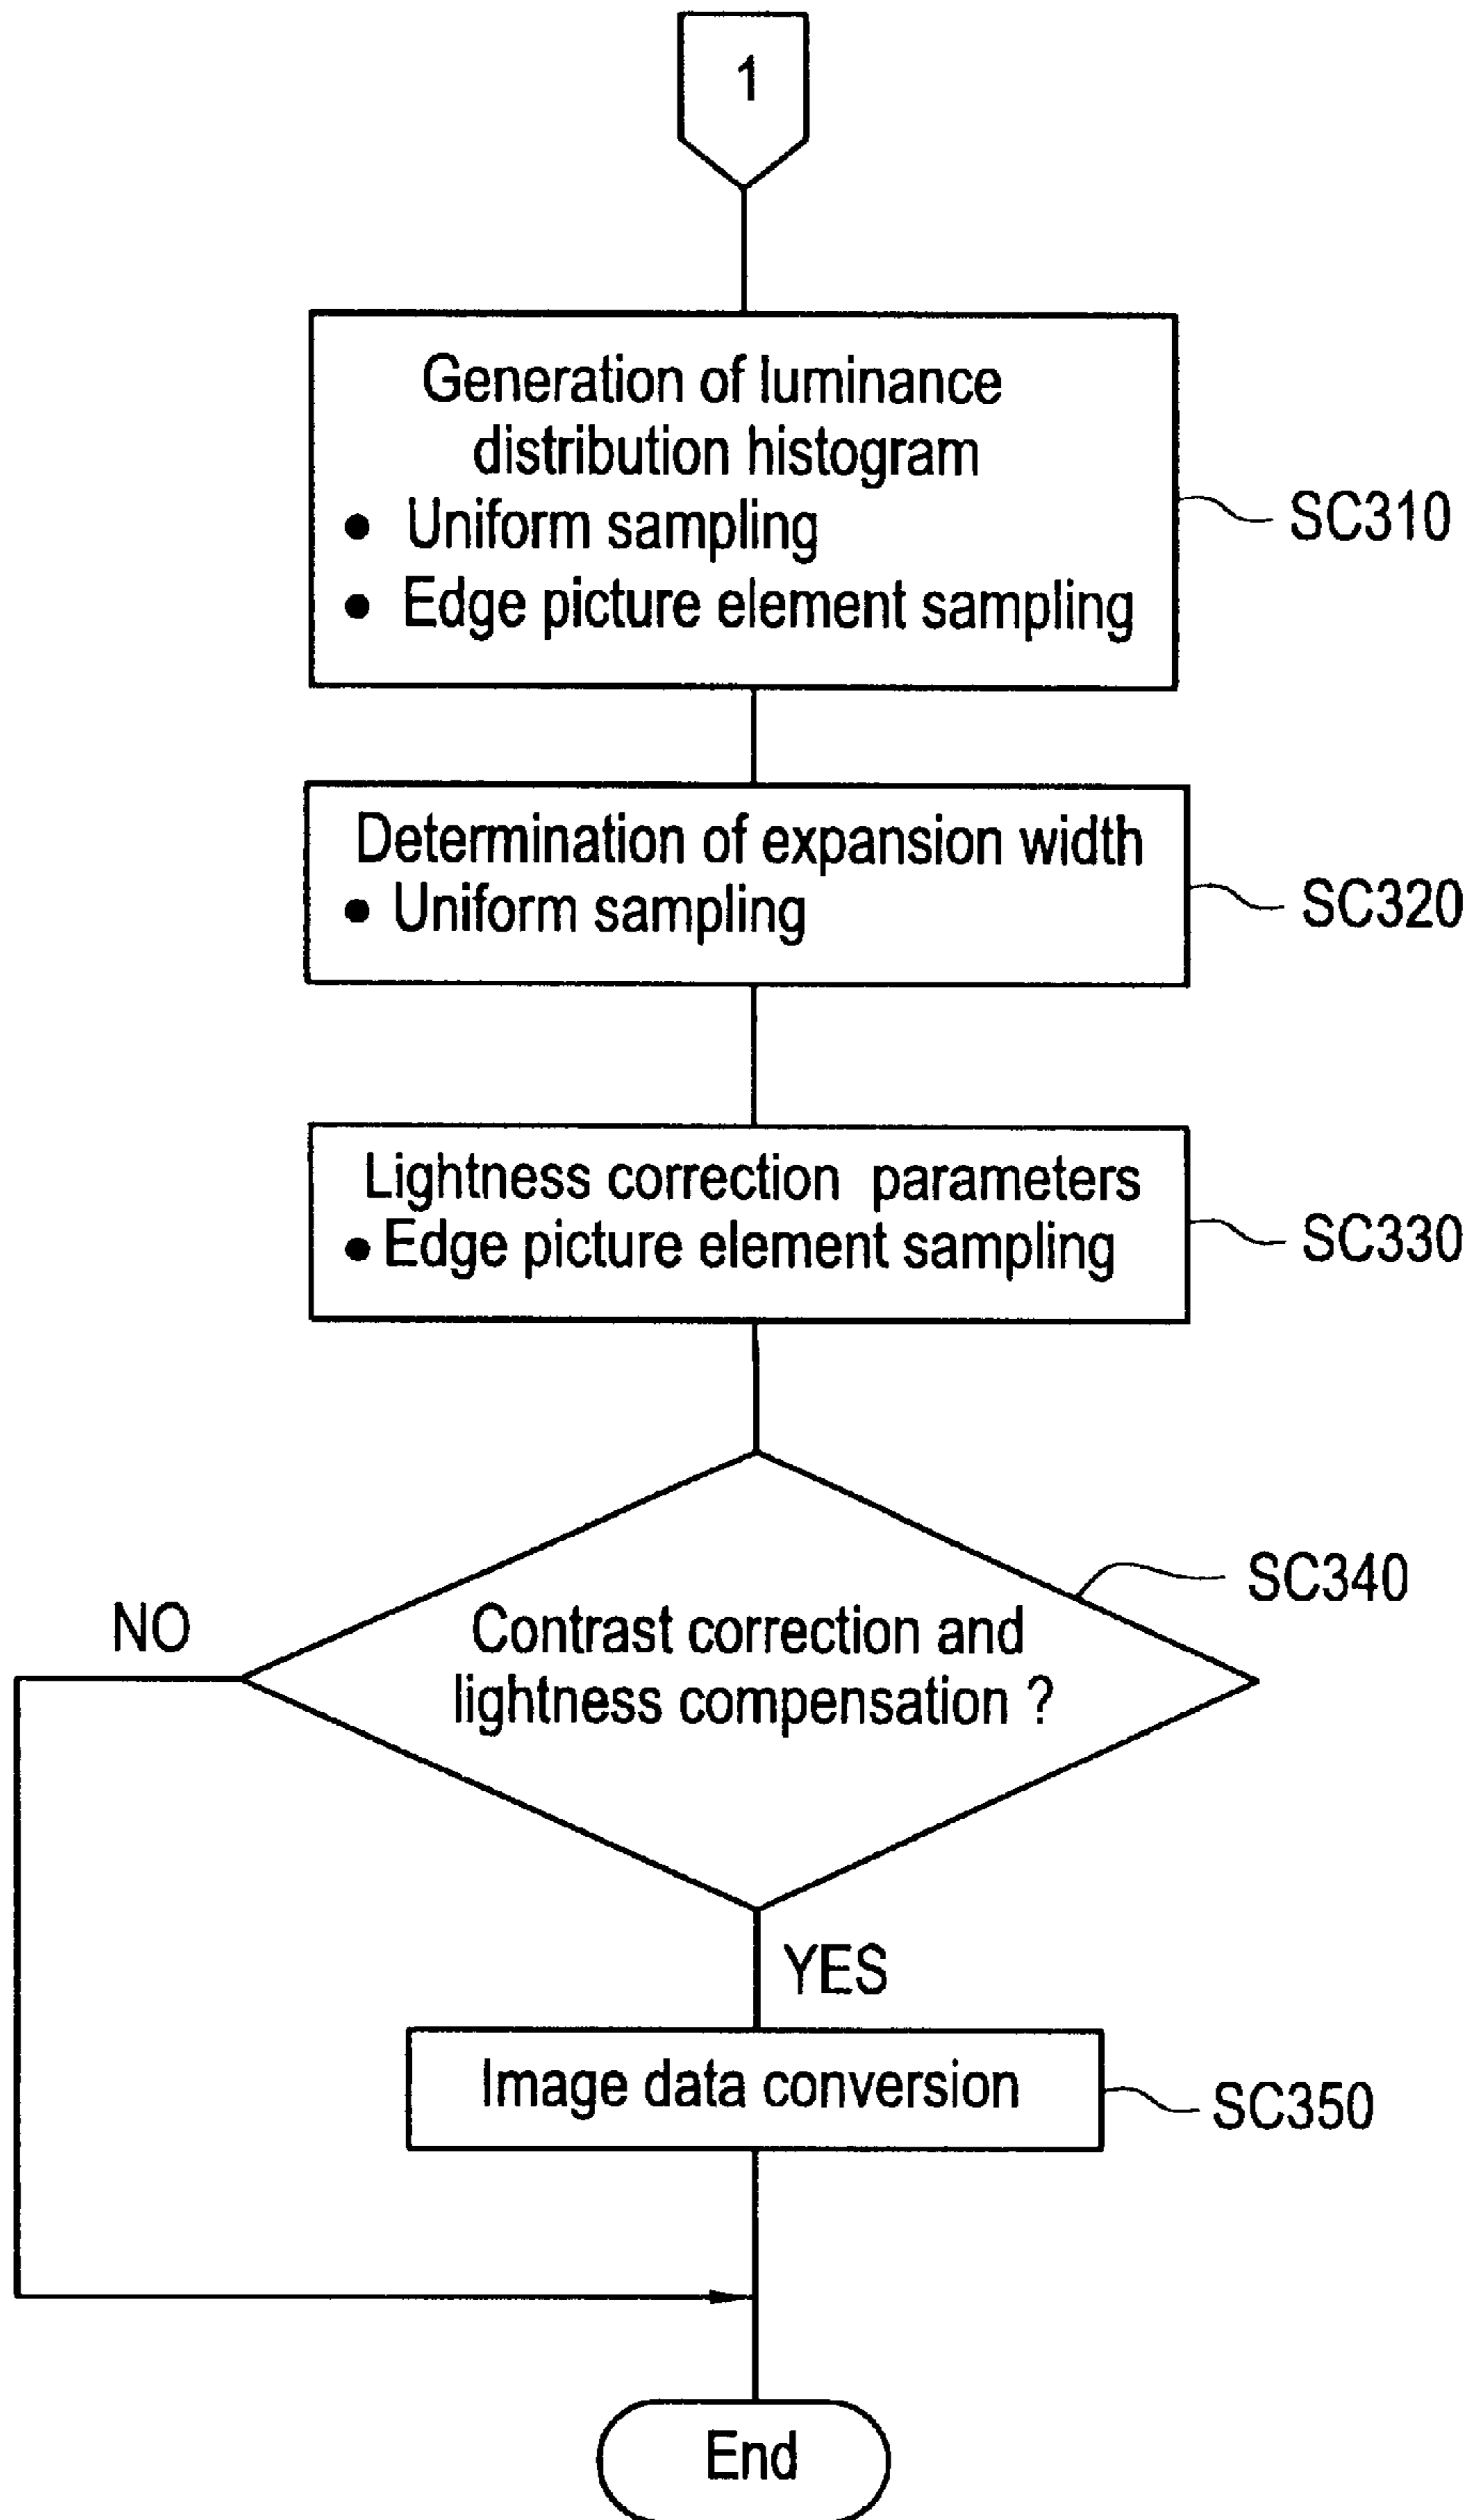 1
Generation of luminance
distribution histogram
● Uniform sampling
● Edge picture element sampling
SC310
Determination of expansion width
● Uniform sampling
SC320
Lightness correction parameters
● Edge picture element sampling
SC330
SC340
NO
Contrast correction and
lightness compensation ?
YES
Image data conversion
SC350
End